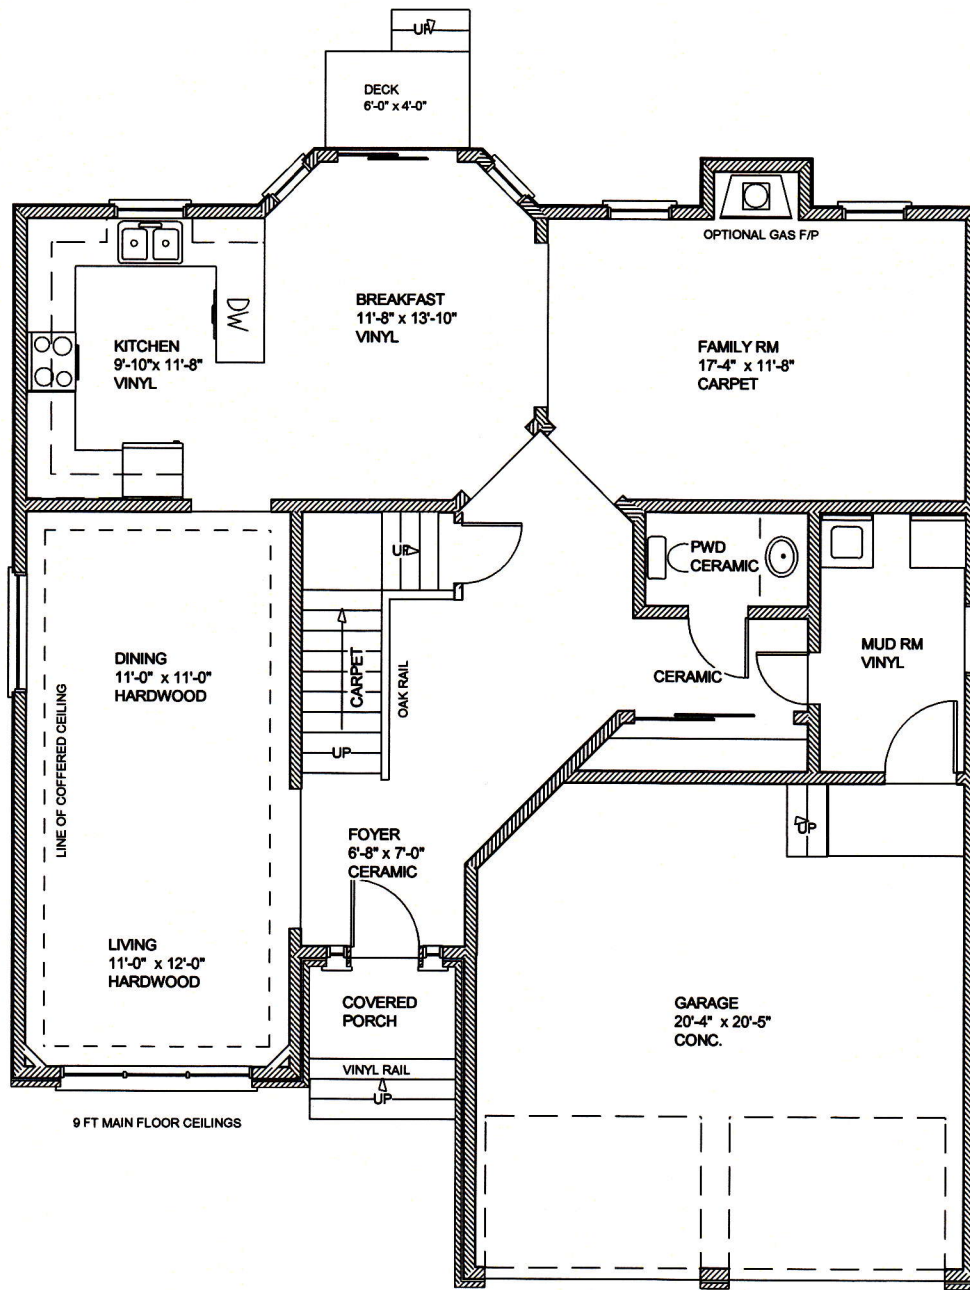 UP
DECK
6'-0" x 4'-0"
OPTIONAL GAS F/P
BREAKFAST
11'-8" x 13'-10"
VINYL
DW
KITCHEN
9'-10"x 11'-8"
VINYL
FAMILY RM
17'-4" x 11'-8"
CARPET
UP
PWD
CERAMIC
MUD RM
VINYL
CERAMIC
DINING
11'-0" x 11'-0"
HARDWOOD
CARPET
OAK RAIL
LINE OF COFFERED CEILING
UP
UP
FOYER
6'-8" x 7'-0"
CERAMIC
LIVING
11'-0" x 12'-0"
HARDWOOD
COVERED
PORCH
GARAGE
20'-4" x 20'-5"
CONC.
VINYL RAIL
UP
9 FT MAIN FLOOR CEILINGS